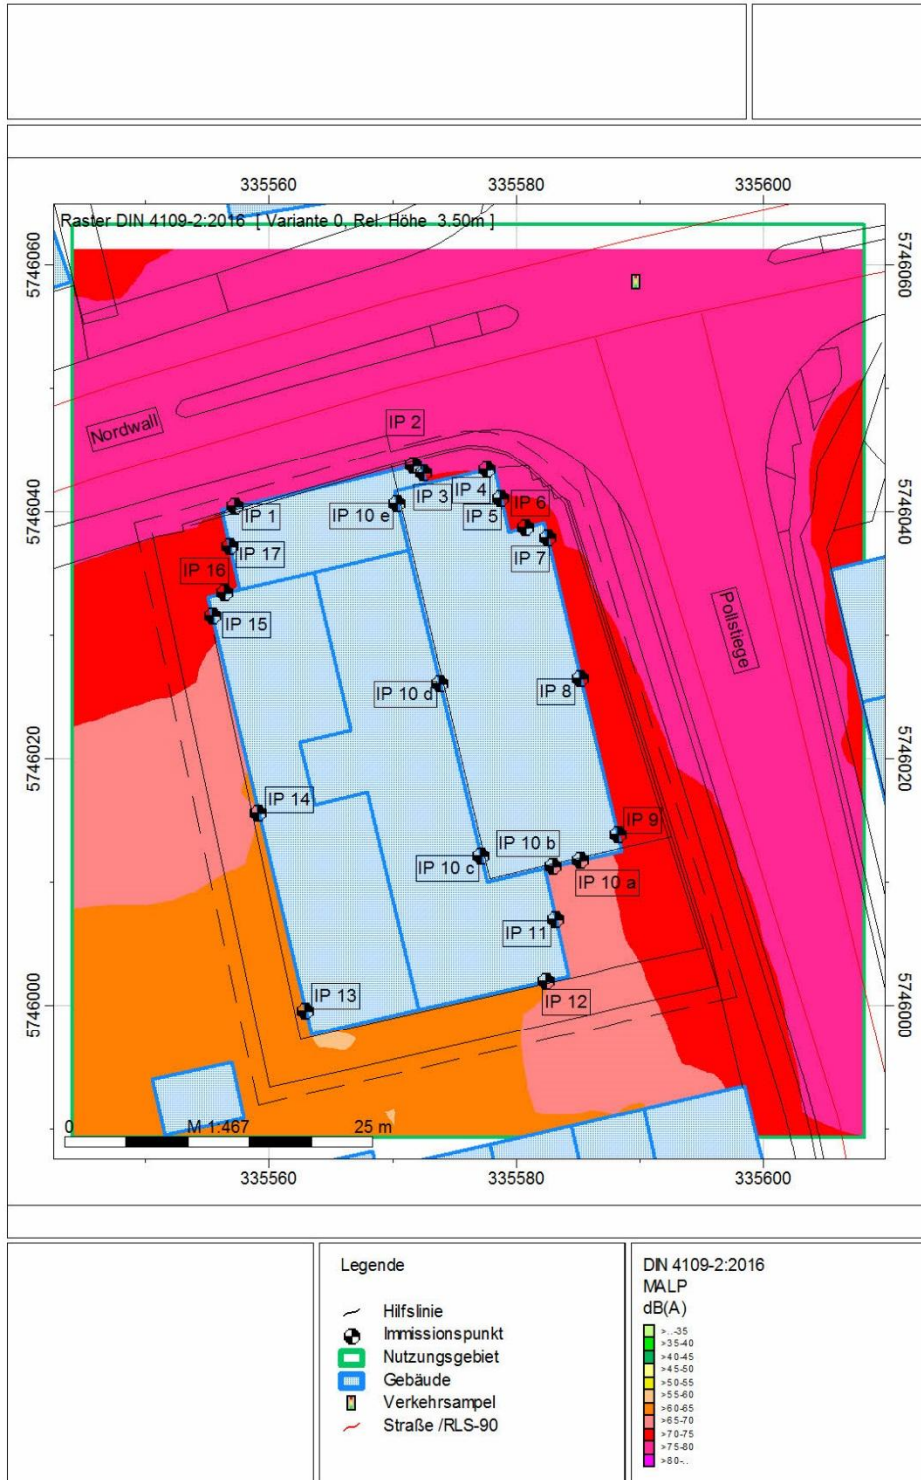 335560 335580 335600
Raster DIN 4109-2:2016 [ Variante 0, Rel. Höhe 3.50m ]
5746060 5746060
IP 2
Nordwall
IP 3 IP 4 IP 6
5746040 IP 1 IP 10 e IP 5 5746040
IP 17 IP 7
IP 16
IP 15
Pollstiege
IP 10 d IP 8
5746020 5746020
IP 14
IP 9
IP 10 b
IP 10 c IP 10 a
IP 11
IP 13 IP 12
5746000 5746000
0 M 1:467 25 m
335560 335580 335600
Legende
Hilfslinie
Immissionspunkt
Nutzungsgebiet
Gebäude
Verkehrsampel
Straße /RLS-90
DIN 4109-2:2016
MALP
dB(A)
>..-35
>35-40
>40-45
>45-50
>50-55
>55-60
>60-65
>65-70
>70-75
>75-80
>80-..